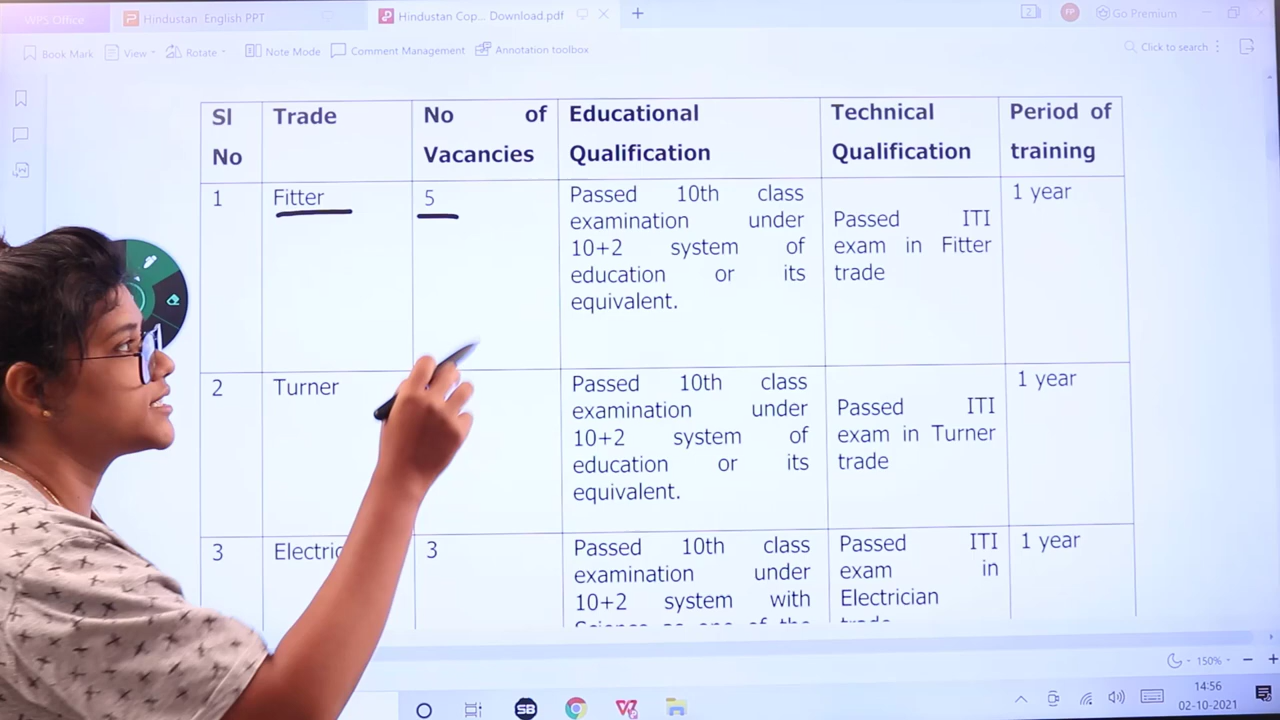 WPS Office
Hindustan English PPT
Hindustan Cop... Download.pdf
+
2
FP
Go Premium
Book Mark
View
Rotate
Note Mode
Comment Management
Annotation toolbox
Click to search
Sl No
Trade
No of Vacancies
Educational Qualification
Technical Qualification
Period of training
1
Fitter
5
Passed 10th class
examination under
10+2 system of
education or its
equivalent.
Passed ITI
exam in Fitter
trade
1 year
2
Turner
Passed 10th class
examination under
10+2 system of
education or its
equivalent.
Passed ITI
exam in Turner
trade
1 year
3
Electric
3
Passed 10th class
examination under
10+2 system with
Passed ITI
exam in
Electrician
1 year
150%
SB
14:56
02-10-2021